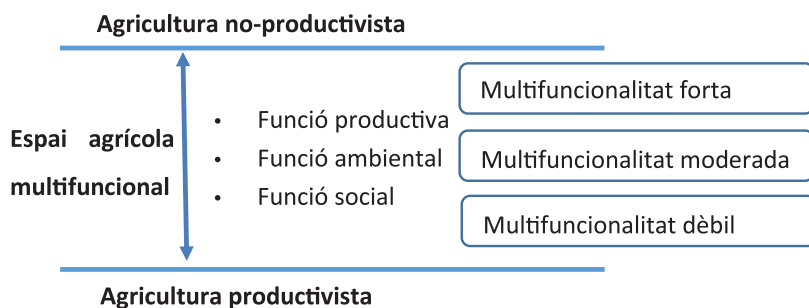 Agricultura no-productivista
Multifuncionalitat forta
• Funció productiva
Espai agrícola
• Funció ambiental
Multifuncionalitat moderada
multifuncional
• Funció social
Multifuncionalitat dèbil
Agricultura productivista